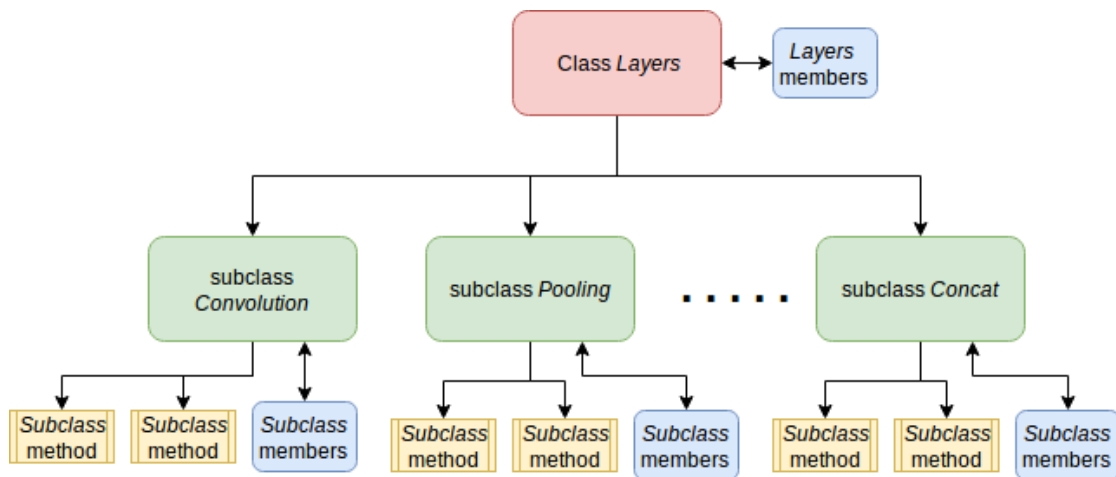 Class Layers
Layers
members
subclass
Convolution
subclass Pooling
. . . . .
subclass Concat
Subclass
method
Subclass
method
Subclass
members
Subclass
method
Subclass
method
Subclass
members
Subclass
method
Subclass
method
Subclass
members